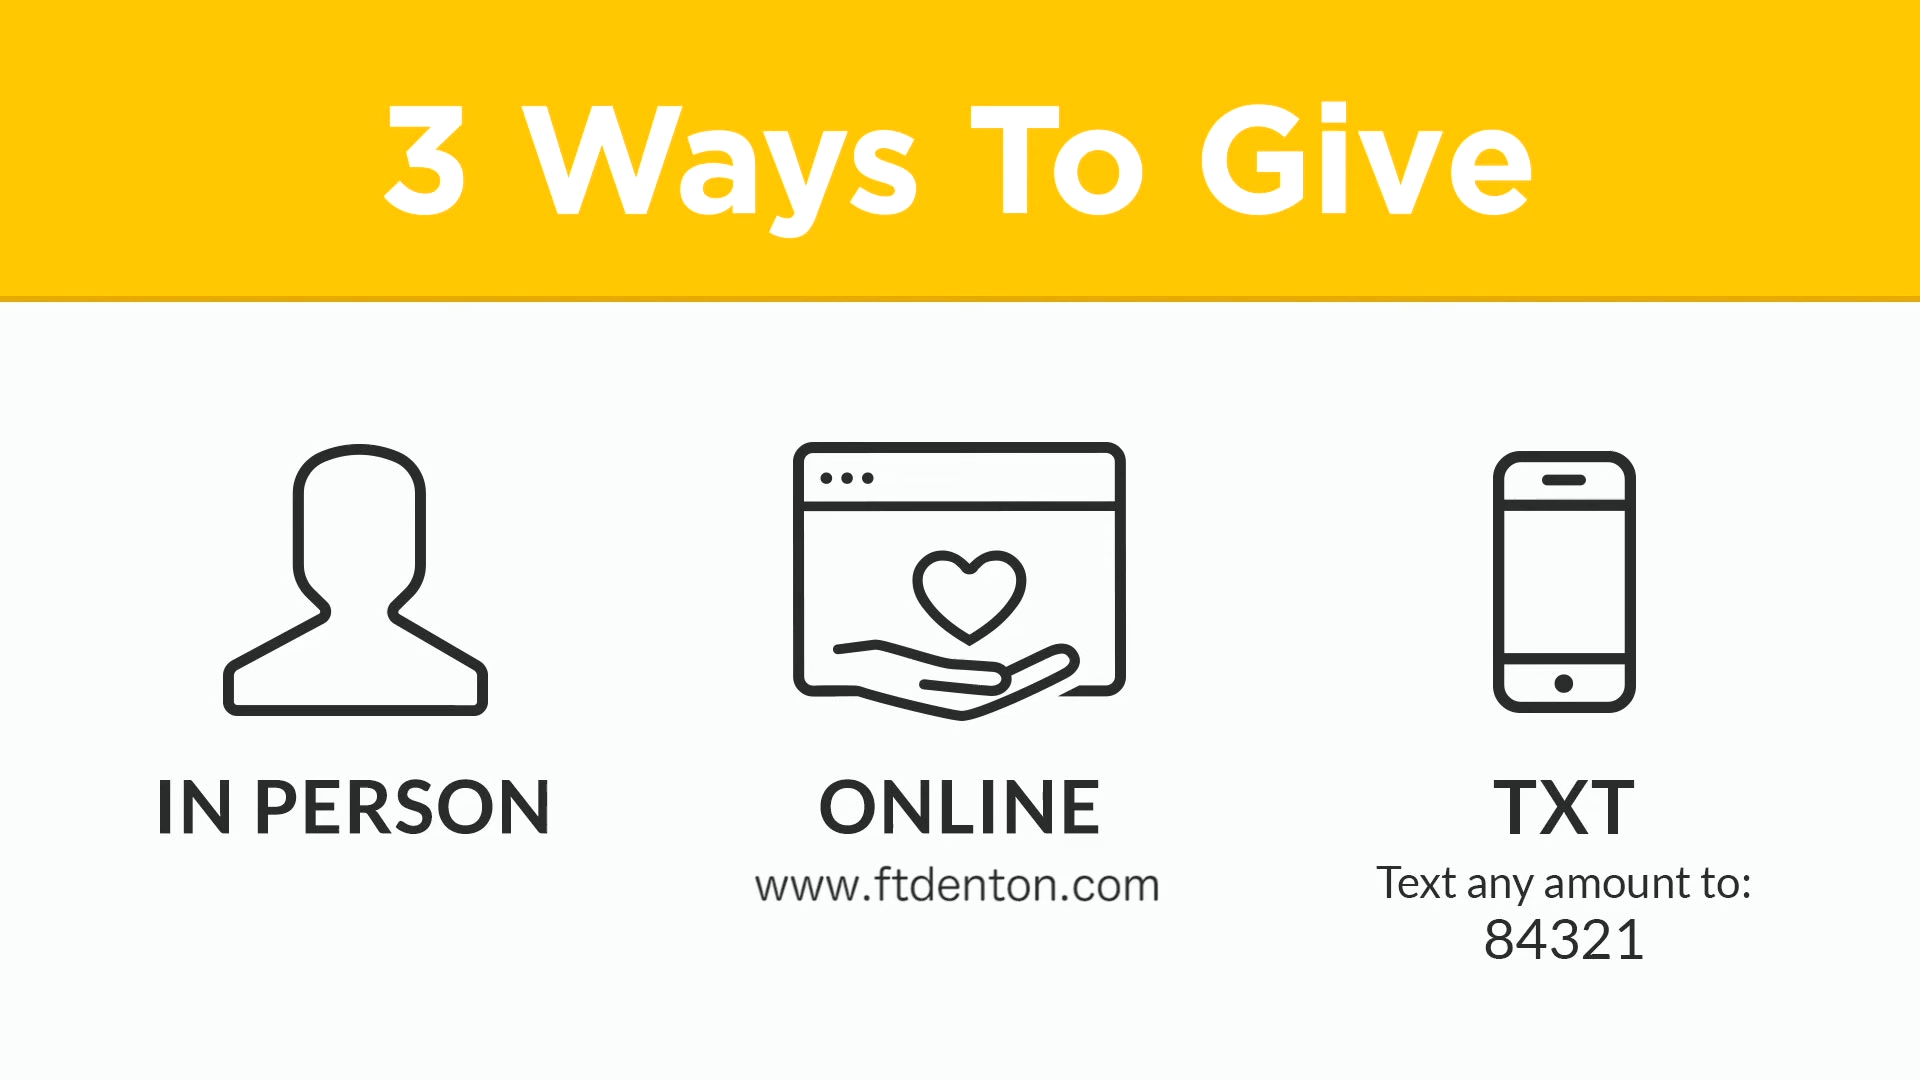 3 Ways To Give
IN PERSON
ONLINE
www.ftdenton.com
TXT
Text any amount to:
84321